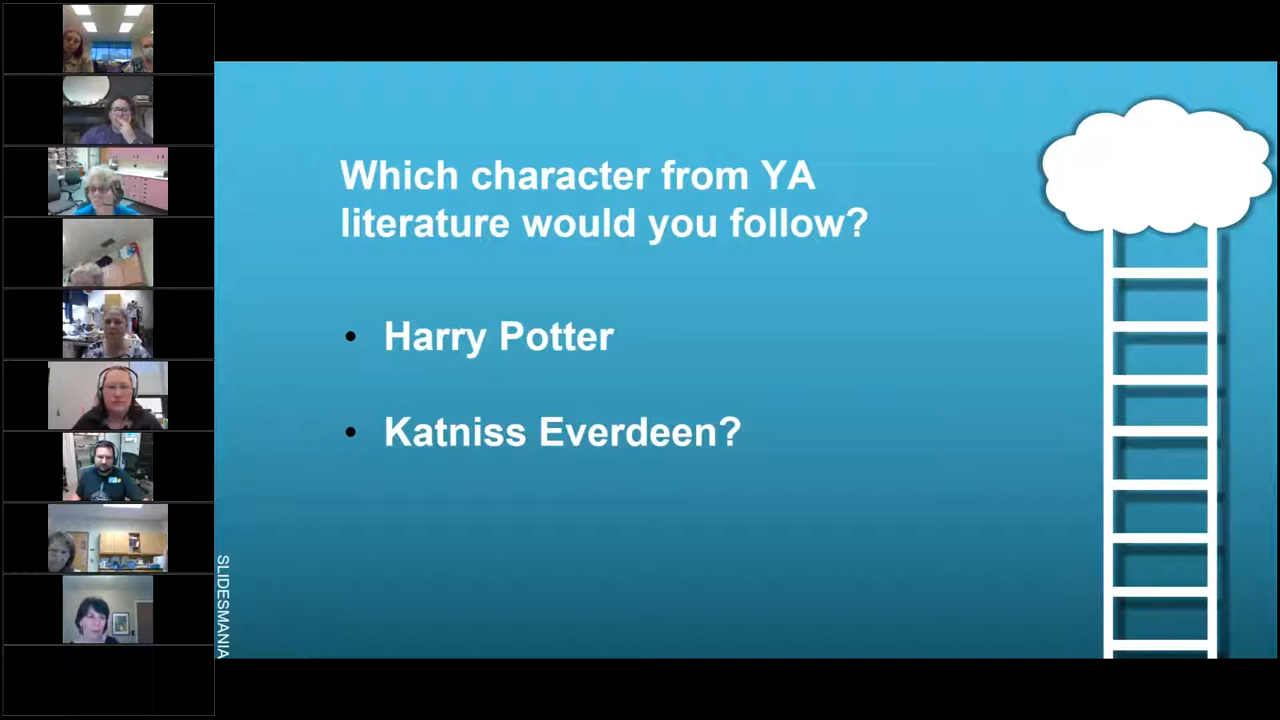 Which character from YA
literature would you follow?
• Harry Potter
• Katniss Everdeen?
SLIDESMANIA